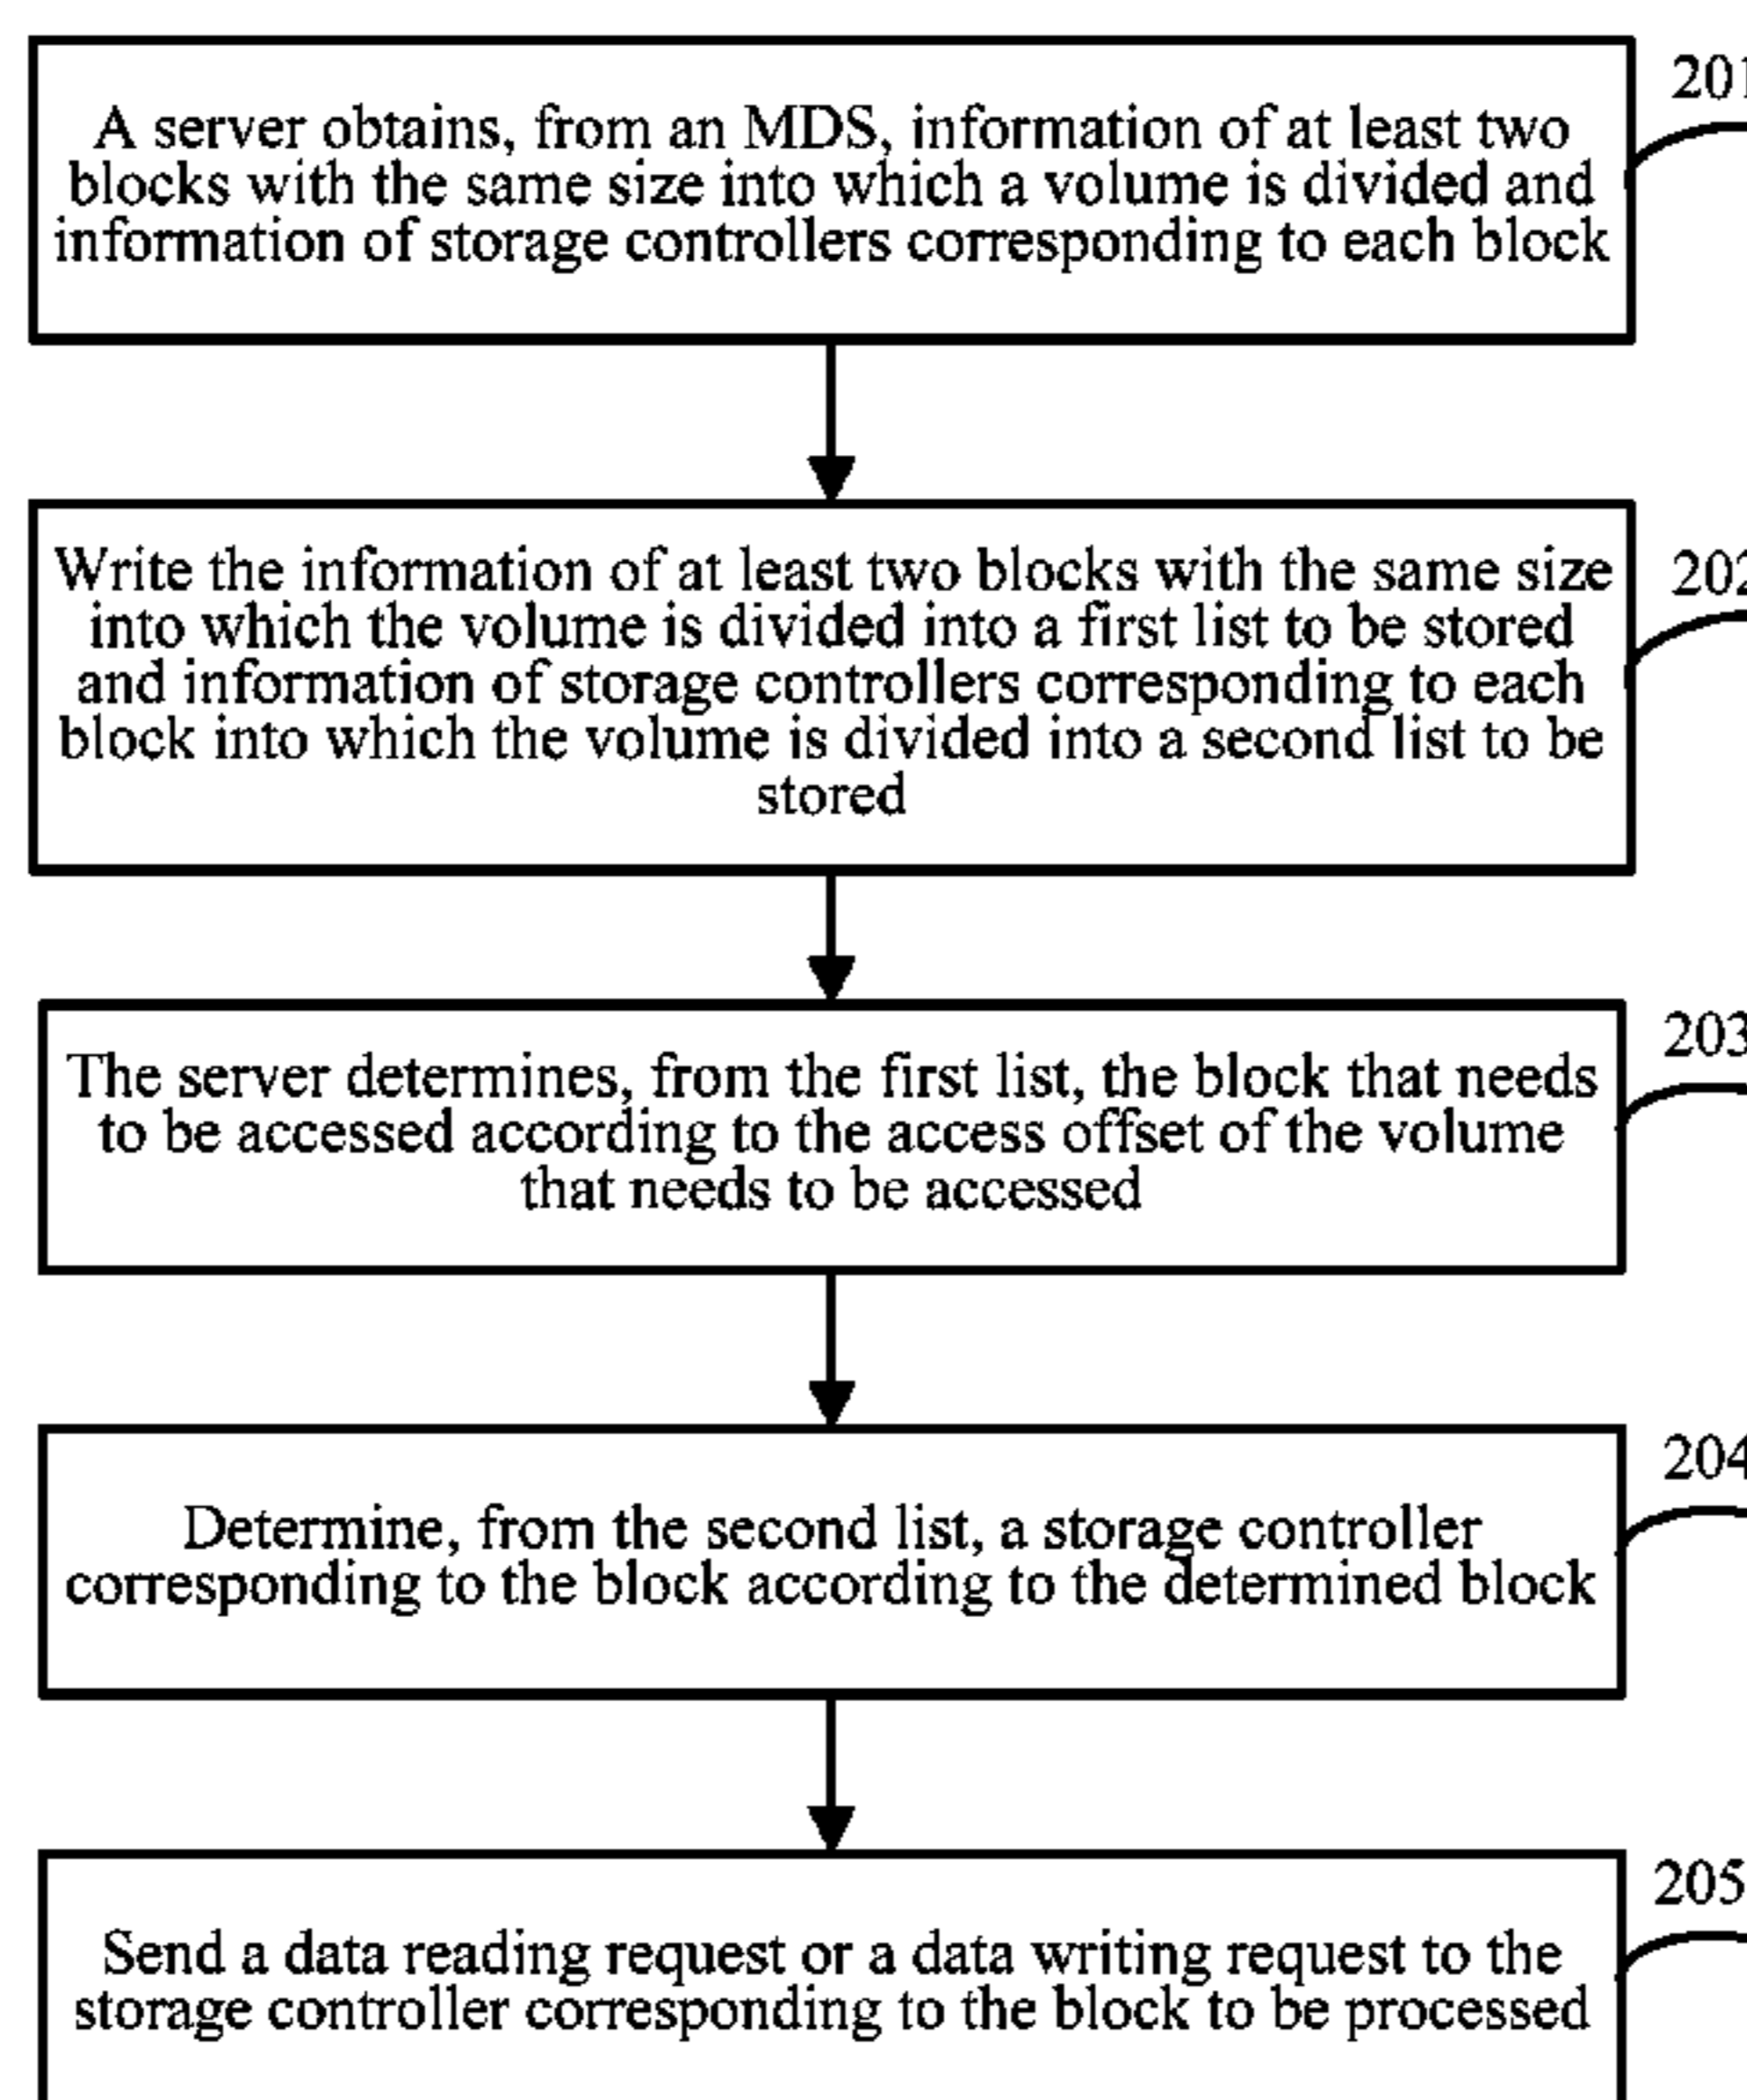 201
A server obtains, from an MDS, information of at least two
blocks with the same size into which a volume is divided and
information of storage controllers corresponding to each block
202
Write the information of at least two blocks with the same size
into which the volume is divided into a first list to be stored
and information of storage controllers corresponding to each
block into which the volume is divided into a second list to be
stored
203
The server determines, from the first list, the block that needs
to be accessed according to the access offset of the volume
that needs to be accessed
204
Determine, from the second list, a storage controller
corresponding to the block according to the determined block
205
Send a data reading request or a data writing request to the
storage controller corresponding to the block to be processed